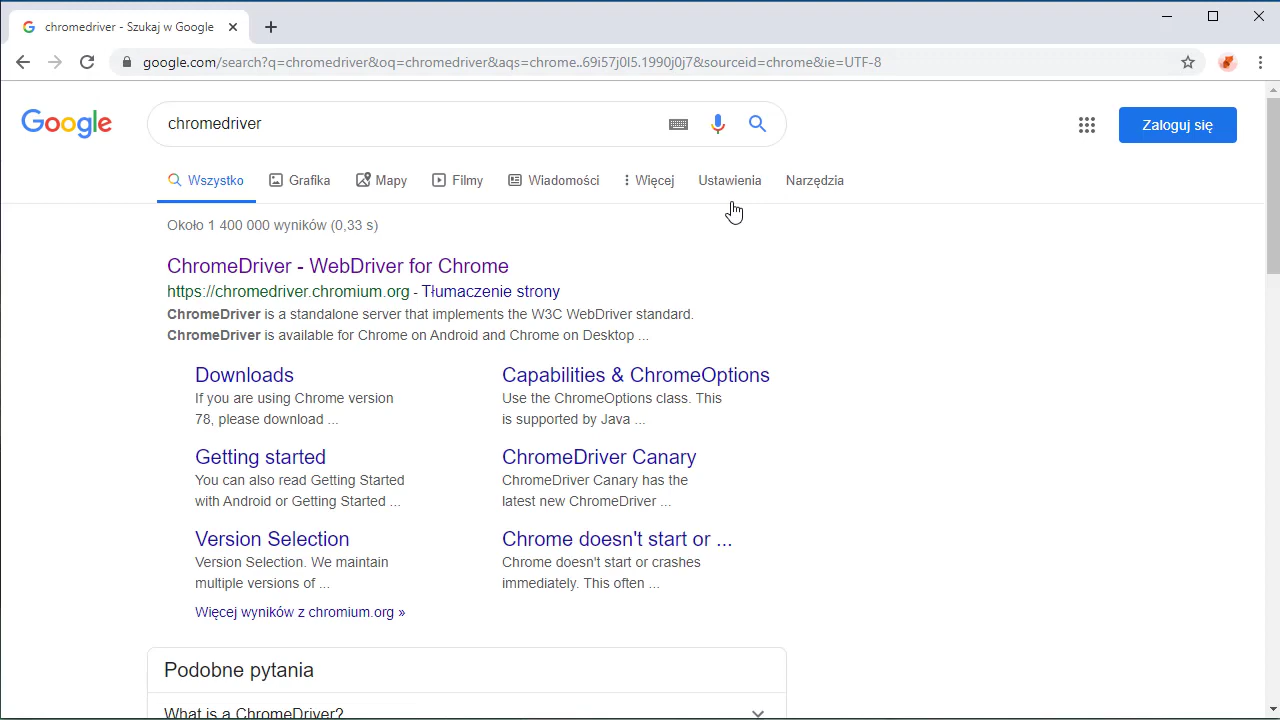 chromedriver - Szukaj w Google
google.com/search?q=chromedriver&oq=chromedriver&aqs=chrome..69i57j0l5.1990j0j7&sourceid=chrome&ie=UTF-8
Google
chromedriver
Zaloguj się
Wszystko Grafika Mapy Filmy Wiadomości Więcej Ustawienia Narzędzia
Około 1 400 000 wyników (0,33 s)
ChromeDriver - WebDriver for Chrome
https://chromedriver.chromium.org - Tłumaczenie strony
ChromeDriver is a standalone server that implements the W3C WebDriver standard.
ChromeDriver is available for Chrome on Android and Chrome on Desktop ...
Downloads
If you are using Chrome version
78, please download ...
Capabilities & ChromeOptions
Use the ChromeOptions class. This
is supported by Java ...
Getting started
You can also read Getting Started
with Android or Getting Started ...
ChromeDriver Canary
ChromeDriver Canary has the
latest new ChromeDriver ...
Version Selection
Version Selection. We maintain
multiple versions of ...
Chrome doesn't start or ...
Chrome doesn't start or crashes
immediately. This often ...
Więcej wyników z chromium.org »
Podobne pytania
What is a ChromeDriver?